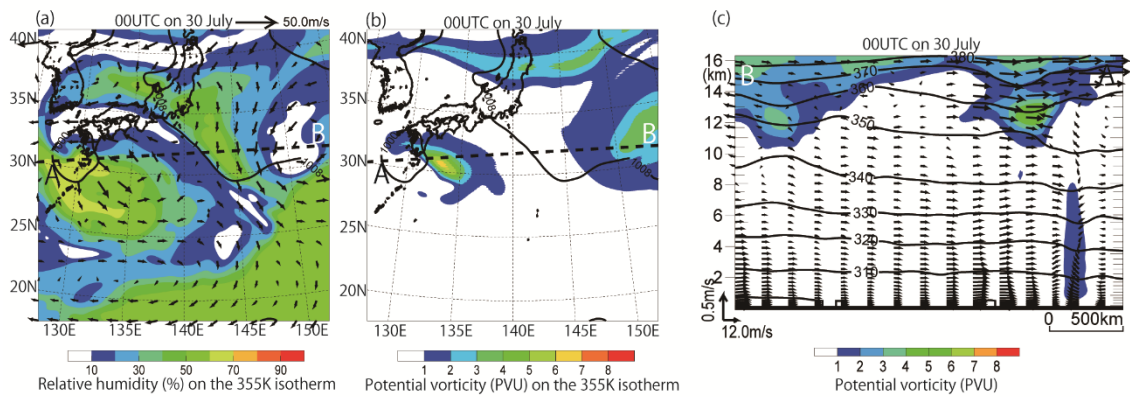 (a)
00UTC on 30 July
50.0m/s
40N
35N
30N
25N
20N
130E
135E
140E
145E
150E
1008
1008
A
B
10
30
50
70
90
Relative humidity (%) on the 355K isotherm
(b)
00UTC on 30 July
40N
35N
30N
25N
20N
130E
135E
140E
145E
150E
1008
1008
A
B
1 2 3 4 5 6 7 8
Potential vorticity (PVU) on the 355K isotherm
(c)
00UTC on 30 July
16
(km)
14
12
10
8
6
4
2
B
A
380
370
360
350
340
330
320
310
0.5m/s
12.0m/s
0 500km
1 2 3 4 5 6 7 8
Potential vorticity (PVU)